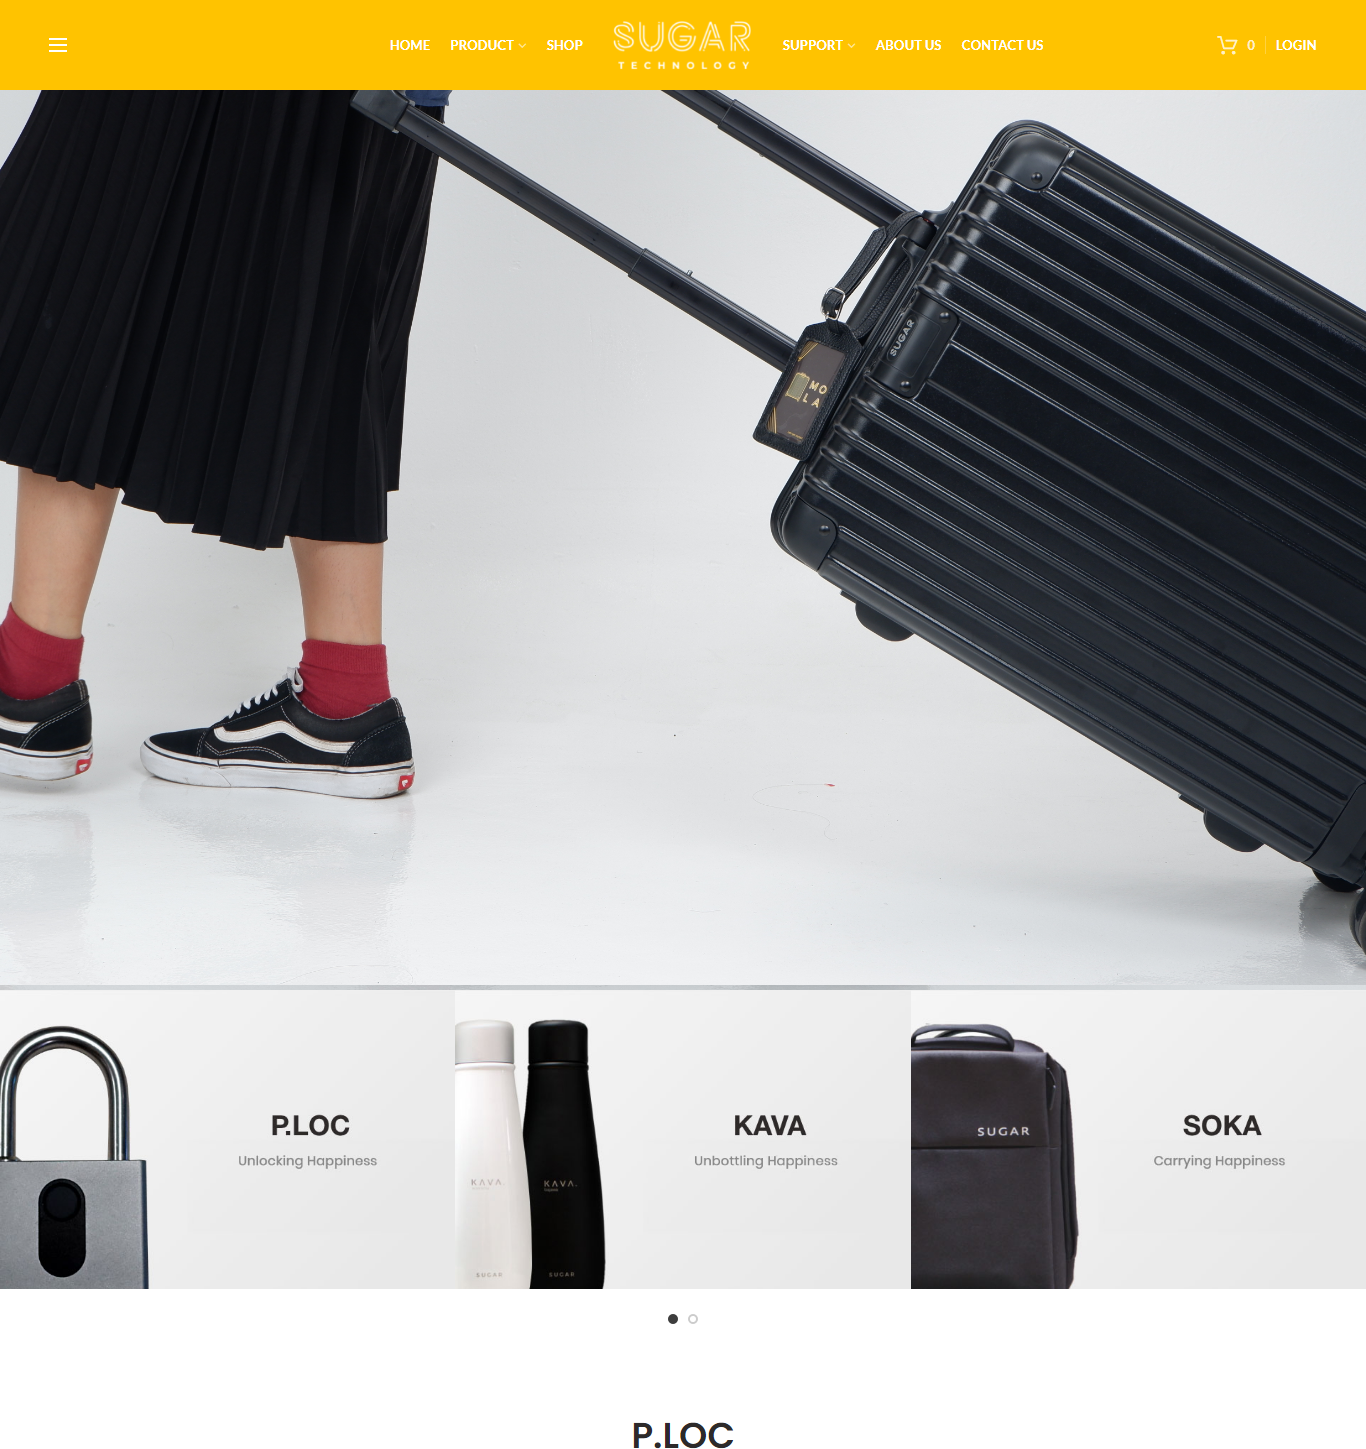 HOME
PRODUCT
SHOP
SUGAR
TECHNOLOGY
SUPPORT
ABOUT US
CONTACT US
0
LOGIN
SUGAR
MO
LA
P.LOC
Unlocking Happiness
KAVA.
KAVA.
SUGAR
SUGAR
KAVA
Unbottling Happiness
SUGAR
SOKA
Carrying Happiness
P.LOC